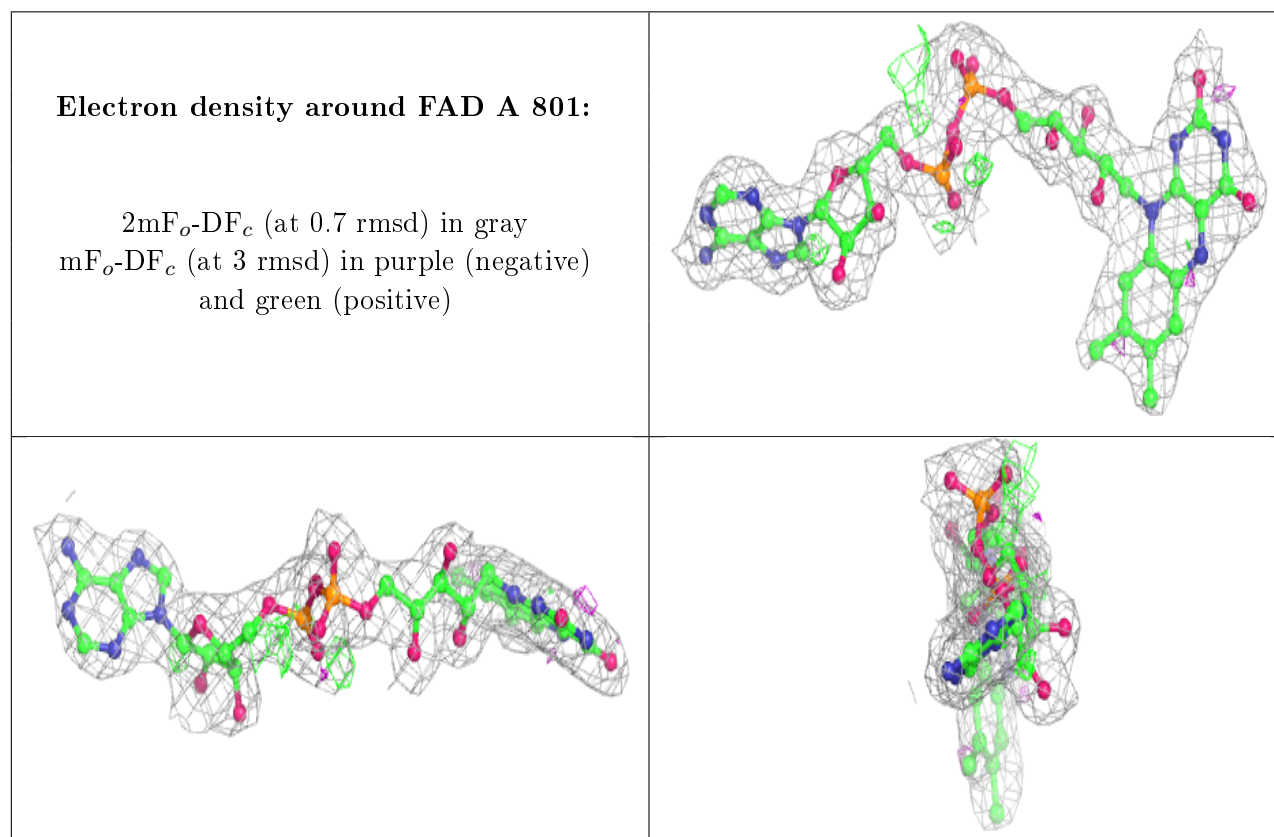 Electron density around FAD A 801:
2mFo-DFc (at 0.7 rmsd) in gray
mFo-DFc (at 3 rmsd) in purple (negative)
and green (positive)